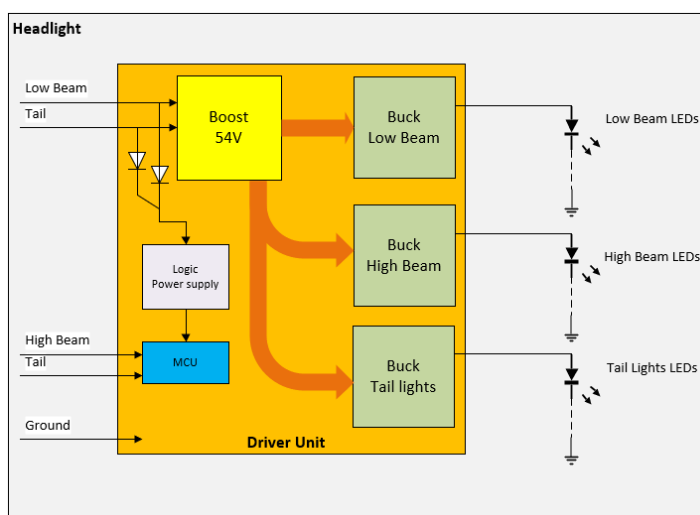 Headlight
Low Beam
Tail
Boost
54V
Buck
Low Beam
Low Beam LEDs
Buck
High Beam
High Beam LEDs
Logic
Power supply
High Beam
Tail
MCU
Buck
Tail lights
Tail Lights LEDs
Ground
Driver Unit